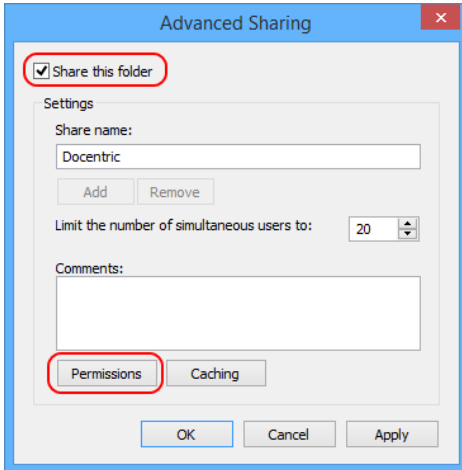 Advanced Sharing
Share this folder
Settings
Share name:
Docentric
Add Remove
Limit the number of simultaneous users to: 20
Comments:
Permissions Caching
OK Cancel Apply